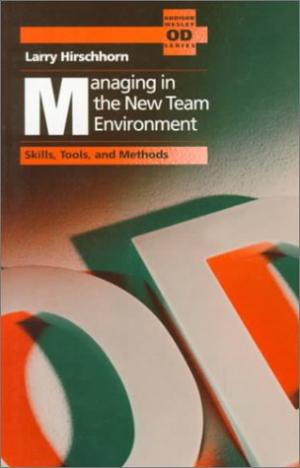 ADDISON
WESLEY
OD
SERIES
Larry Hirschhorn
Managing in
the New Team
Environment
Skills, Tools, and Methods
OD